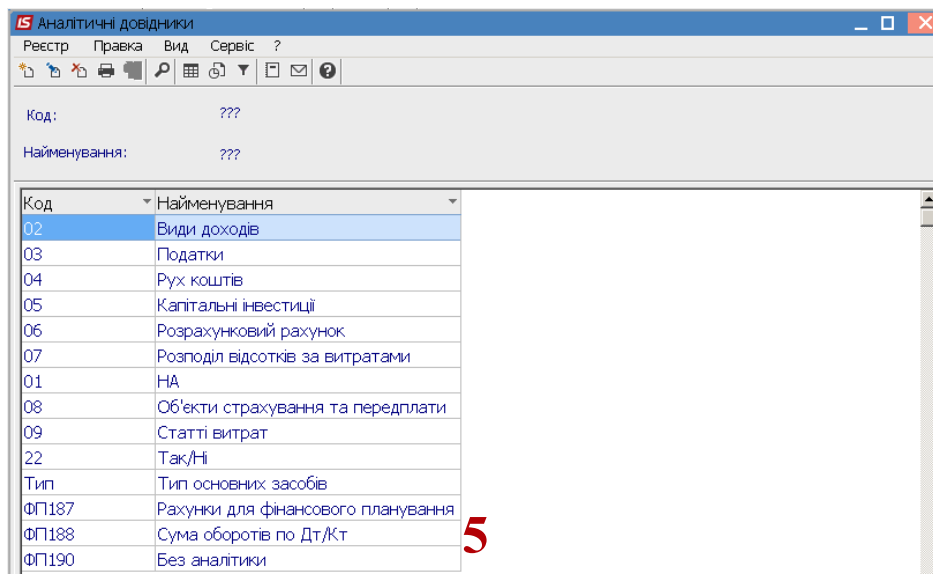 Аналітичні довідники
Реєстр Правка Вид Сервіс ?
Код: ???
Найменування: ???
Код Найменування
02 Види доходів
03 Податки
04 Рух коштів
05 Капітальні інвестиції
06 Розрахунковий рахунок
07 Розподіл відсотків за витратами
01 НА
08 Об'єкти страхування та передплати
09 Статті витрат
22 Так/Ні
Тип Тип основних засобів
ФП187 Рахунки для фінансового планування
ФП188 Сума оборотів по Дт/Кт
5
ФП190 Без аналітики